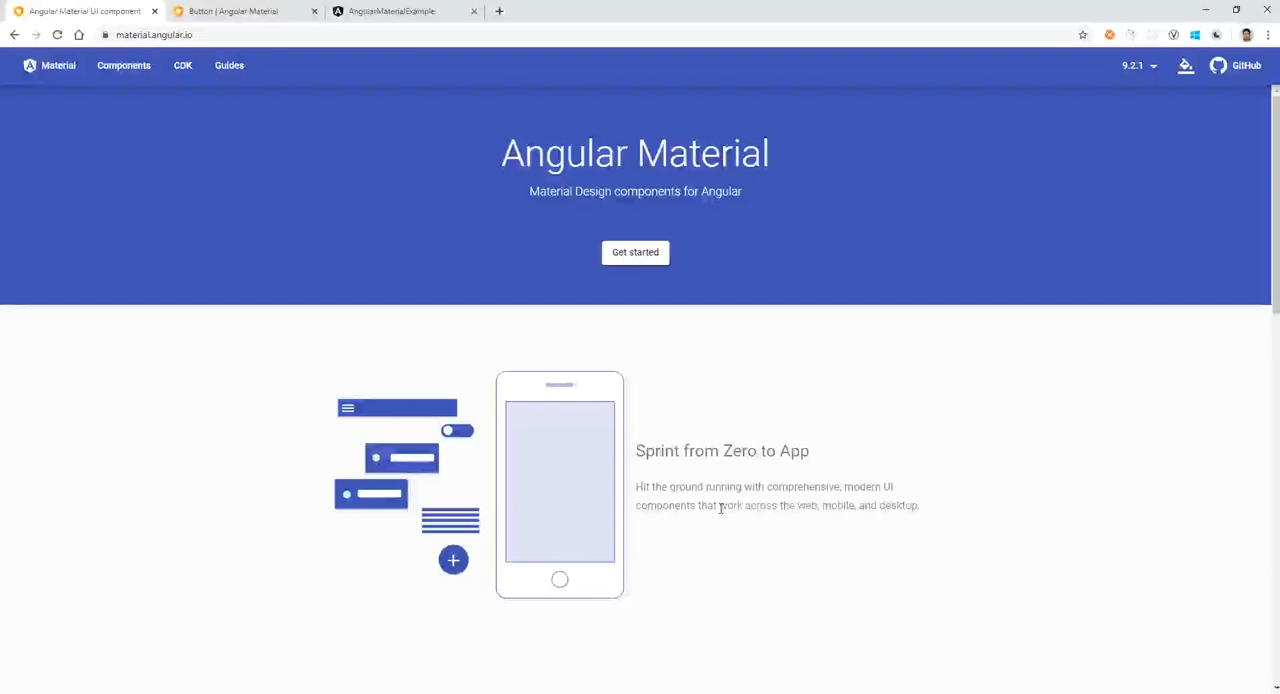 Angular Material UI component
Button | Angular Material
AngularMaterialExample
material.angular.io
Material
Components
CDK
Guides
9.2.1
GitHub
Angular Material
Material Design components for Angular
Get started
Sprint from Zero to App
Hit the ground running with comprehensive, modern UI
components that work across the web, mobile, and desktop.